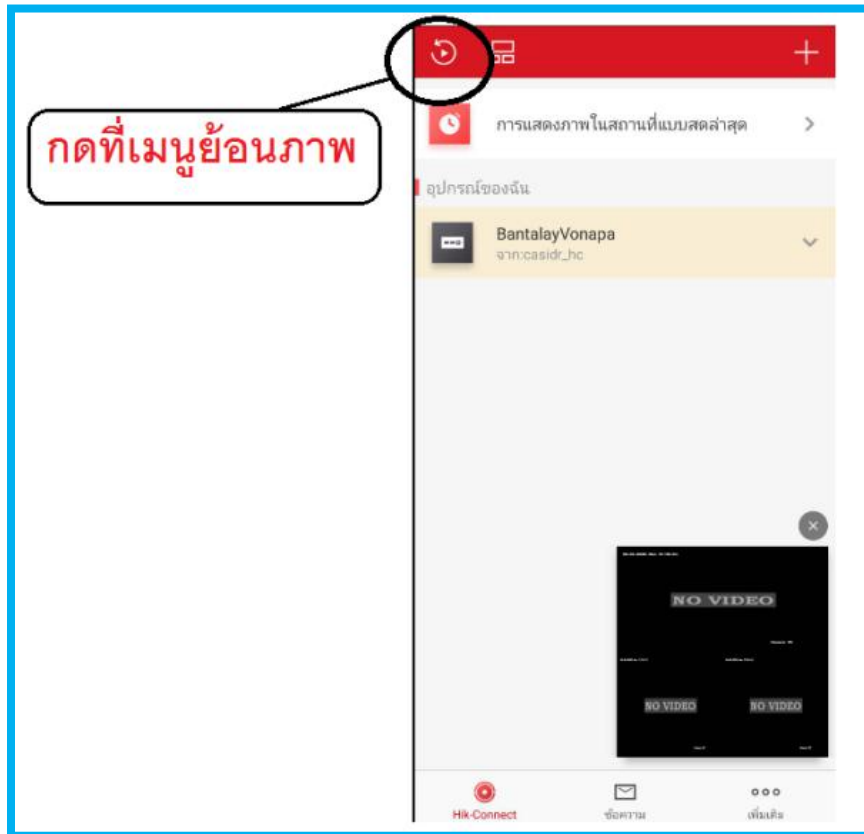 กดที่เมนูย้อนภาพ
การแสดงภาพในสถานที่แบบสดล่าสุด
อุปกรณ์ของฉัน
BantalayVonapa
จาก:casidr_hc
NO VIDEO
NO VIDEO NO VIDEO
Hik-Connect ข้อความ เพิ่มเติม